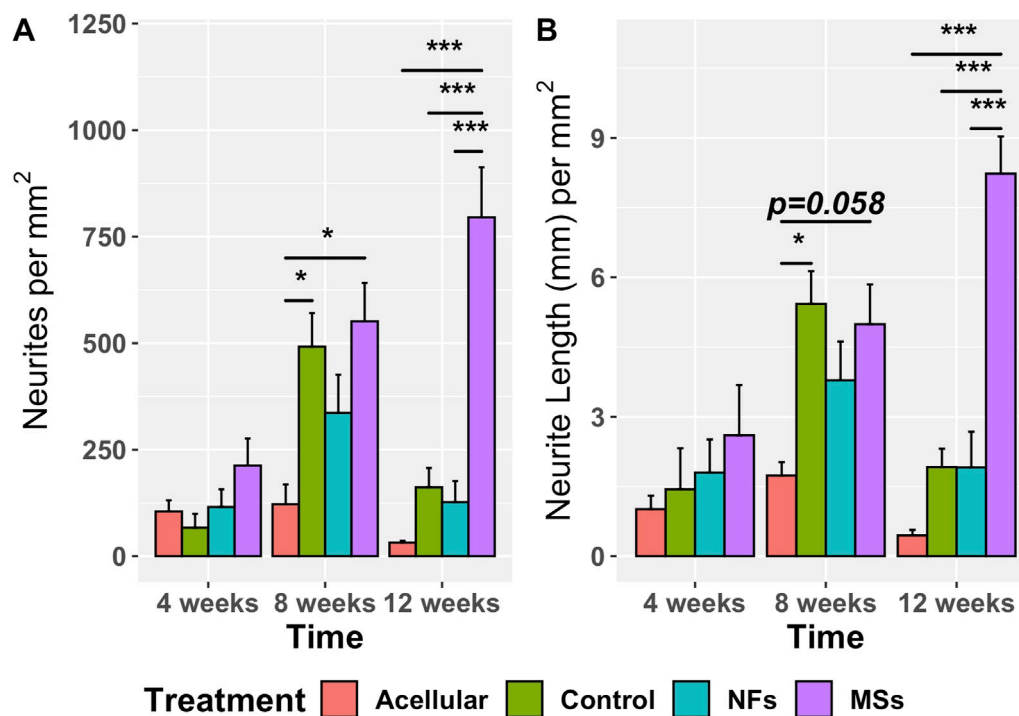 A
Neurites per mm²
1250
1000
750
500
250
0
***
***
***
*
*
4 weeks 8 weeks 12 weeks
Time
B
Neurite Length (mm) per mm²
9
6
3
0
***
***
***
p=0.058
*
4 weeks 8 weeks 12 weeks
Time
Treatment Acellular Control NFs MSs